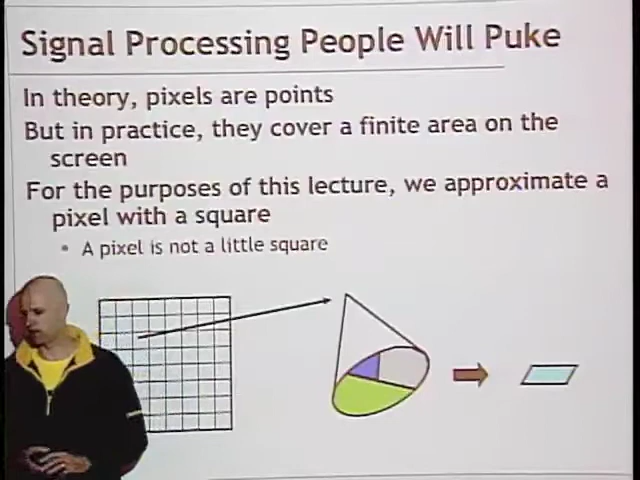 Signal Processing People Will Puke
In theory, pixels are points
But in practice, they cover a finite area on the
screen
For the purposes of this lecture, we approximate a
pixel with a square
• A pixel is not a little square